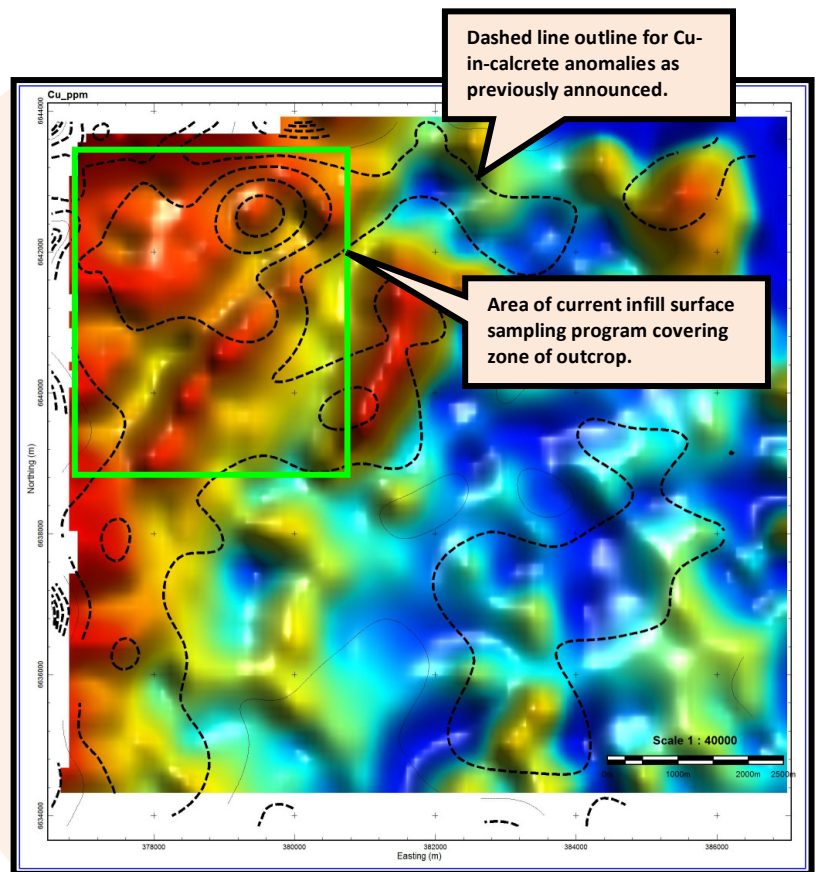 Dashed line outline for Cu-
in-calcrete anomalies as
previously announced.
Cu_ppm
6644000
6642000
Area of current infill surface
sampling program covering
zone of outcrop.
6640000
Northing (m)
6638000
6636000
Scale 1 : 40000
0m 1000m 2000m 2500m
6634000
378000 380000 382000 384000 386000
Easting (m)